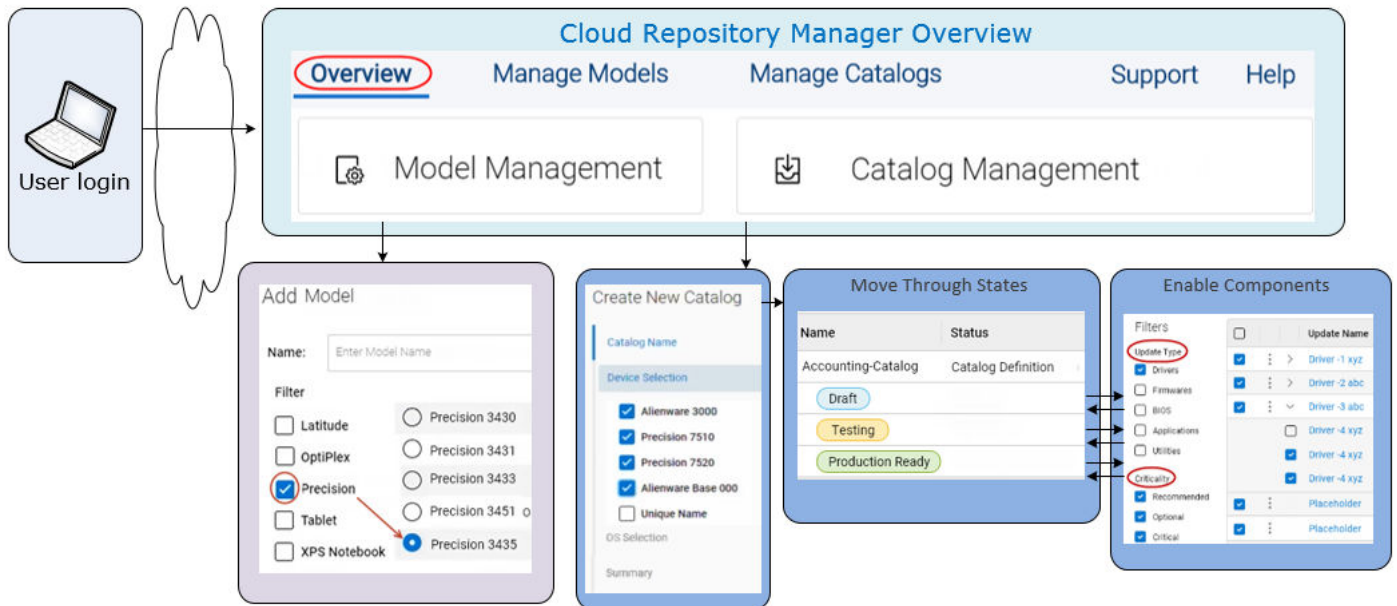 User login
Cloud Repository Manager Overview
Overview Manage Models Manage Catalogs Support Help
Model Management Catalog Management
Add Model
Name: Enter Model Name
Filter
Latitude
OptiPlex
Precision
Tablet
XPS Notebook
Precision 3430
Precision 3431
Precision 3433
Precision 3451 o
Precision 3435
Create New Catalog
Catalog Name
Device Selection
Alienware 3000
Precision 7510
Precision 7520
Alienware Base 000
Unique Name
OS Selection
Summary
Move Through States
Name Status
Accounting-Catalog Catalog Definition
Draft
Testing
Production Ready
Enable Components
Filters
Update Type
Drivers
Firmwares
BIOS
Applications
Utilities
Criticality
Recommended
Optional
Critical
Update Name
Driver -1 xyz
Driver -2 abc
Driver -3 abc
Driver -4 xyz
Driver -4 xyz
Driver -4 xyz
Placeholder
Placeholder